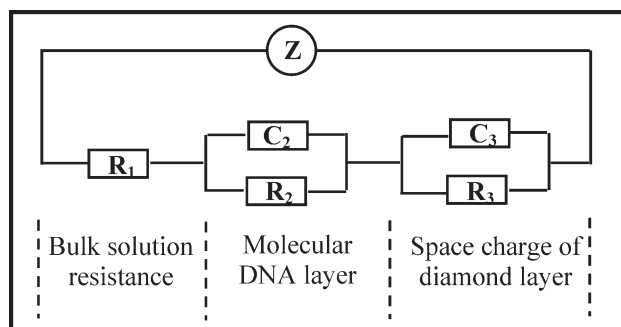 Z
C2
C3
R1
R2
R3
Bulk solution
resistance
Molecular
DNA layer
Space charge of
diamond layer